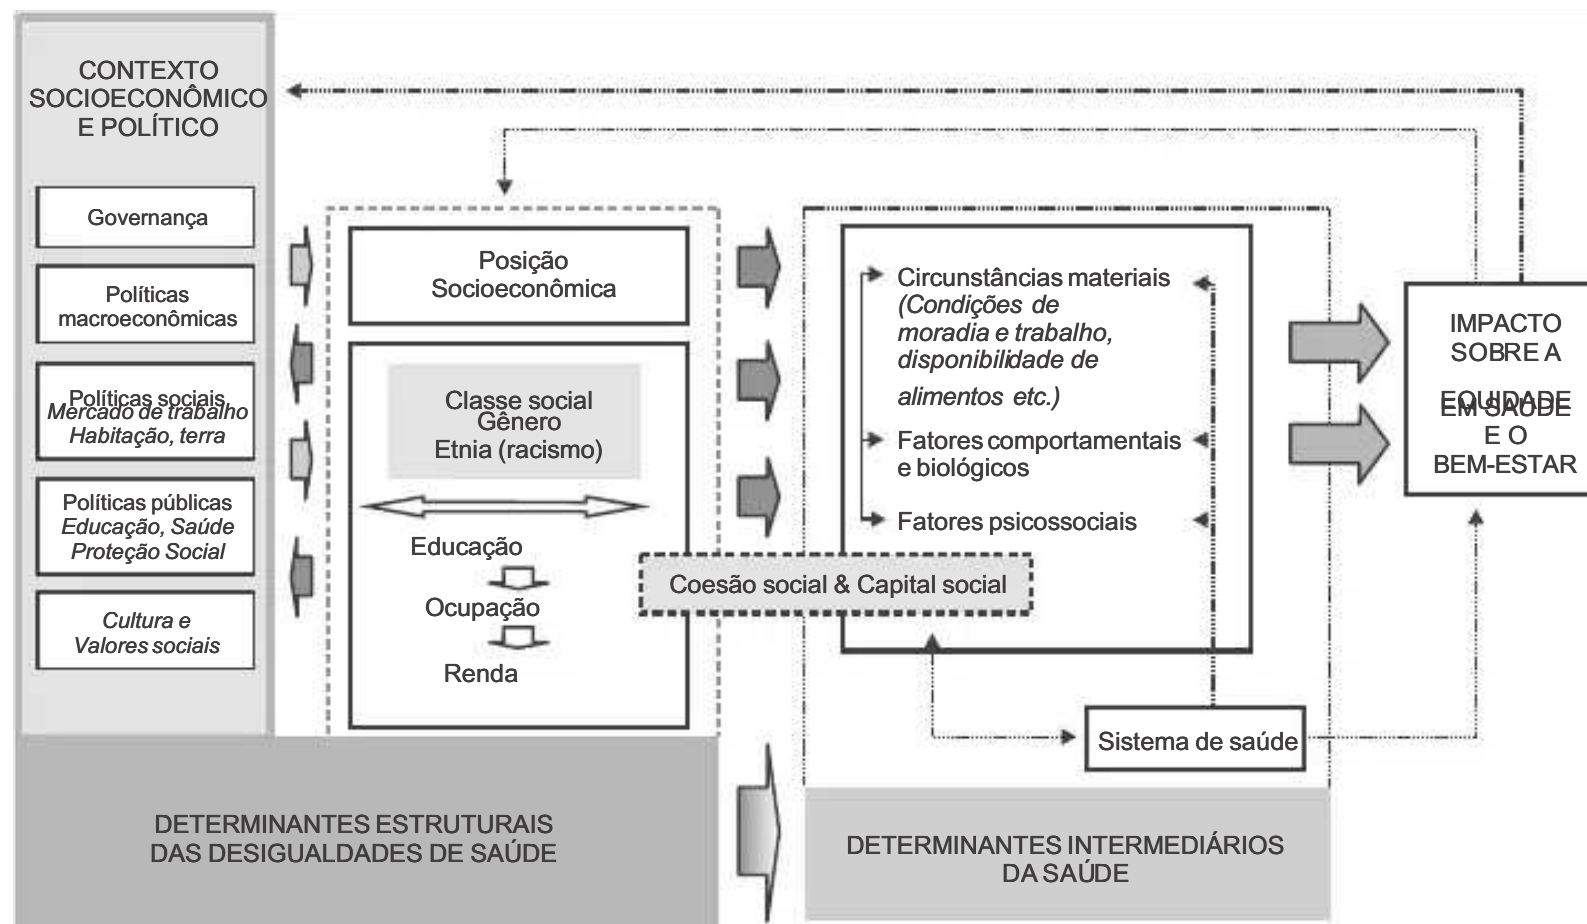 CONTEXTO
SOCIOECONÔMICO
E POLÍTICO
Governança
Políticas
macroeconômicas
Políticas sociais
Mercado de trabalho
Habitação, terra
Políticas públicas
Educação, Saúde
Proteção Social
Cultura e
Valores sociais
Posição
Socioeconômica
Classe social
Gênero
Etnia (racismo)
Educação
Ocupação
Renda
Coesão social & Capital social
Circunstâncias materiais
(Condições de
moradia e trabalho,
disponibilidade de
alimentos etc.)
Fatores comportamentais
e biológicos
Fatores psicossociais
Sistema de saúde
IMPACTO
SOBRE A
EQUIDADE
EM SAÚDE
E O
BEM-ESTAR
DETERMINANTES ESTRUTURAIS
DAS DESIGUALDADES DE SAÚDE
DETERMINANTES INTERMEDIÁRIOS
DA SAÚDE